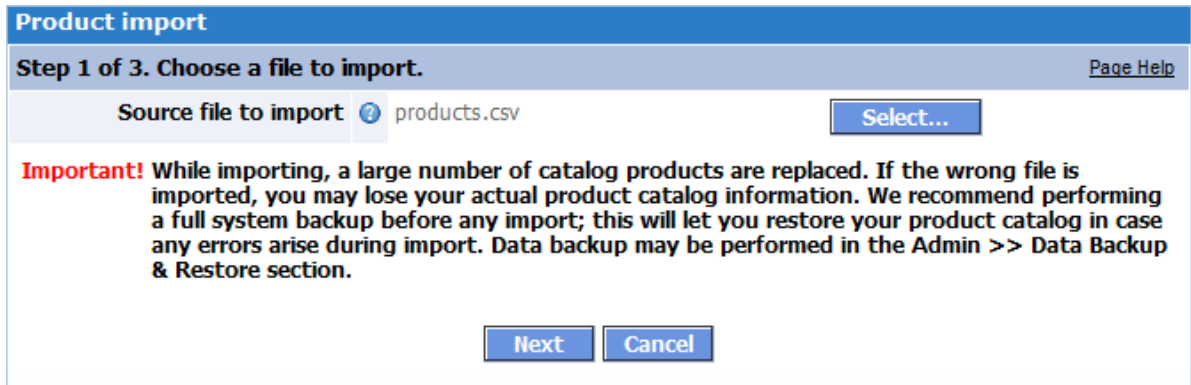 Product import
Step 1 of 3. Choose a file to import. Page Help
Source file to import ? products.csv Select...
Important! While importing, a large number of catalog products are replaced. If the wrong file is
imported, you may lose your actual product catalog information. We recommend performing
a full system backup before any import; this will let you restore your product catalog in case
any errors arise during import. Data backup may be performed in the Admin >> Data Backup
& Restore section.
Next Cancel